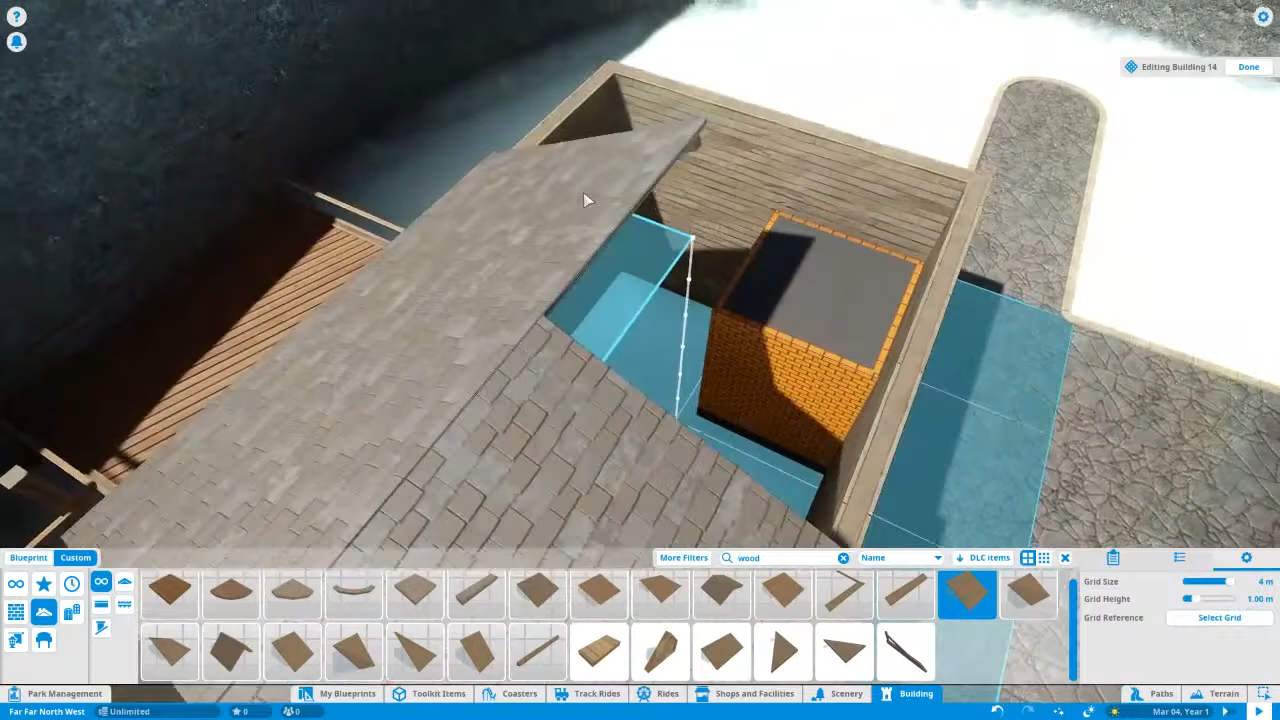 ?
Editing Building 14
Done
Blueprint
Custom
More Filters
wood
Name
DLC items
Grid Size
4 m
Grid Height
1.00 m
Grid Reference
Select Grid
Park Management
My Blueprints
Toolkit Items
Coasters
Track Rides
Rides
Shops and Facilities
Scenery
Building
Paths
Terrain
Far Far North West
Unlimited
0
0
Mar 04, Year 1